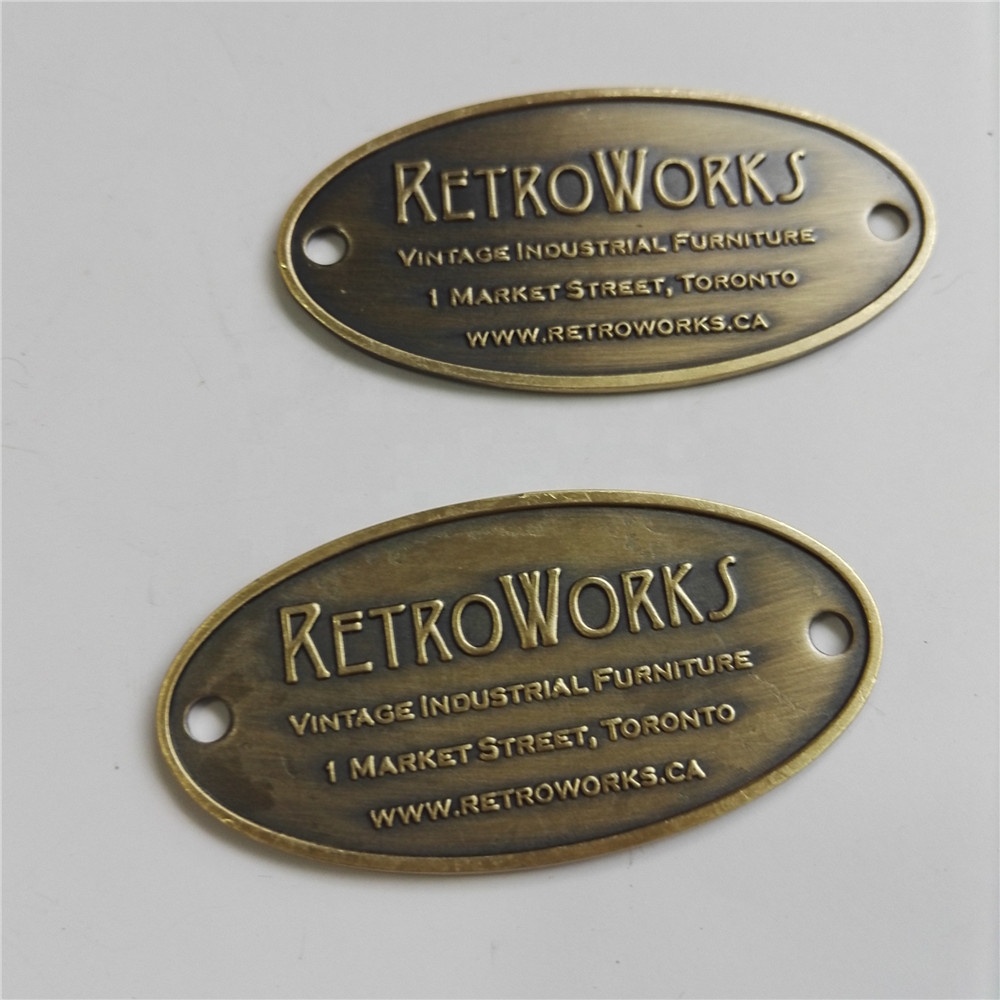 RETROWORKS
VINTAGE INDUSTRIAL FURNITURE
1 MARKET STREET, TORONTO
WWW.RETROWORKS.CA
RETROWORKS
VINTAGE INDUSTRIAL FURNITURE
1 MARKET STREET, TORONTO
WWW.RETROWORKS.CA